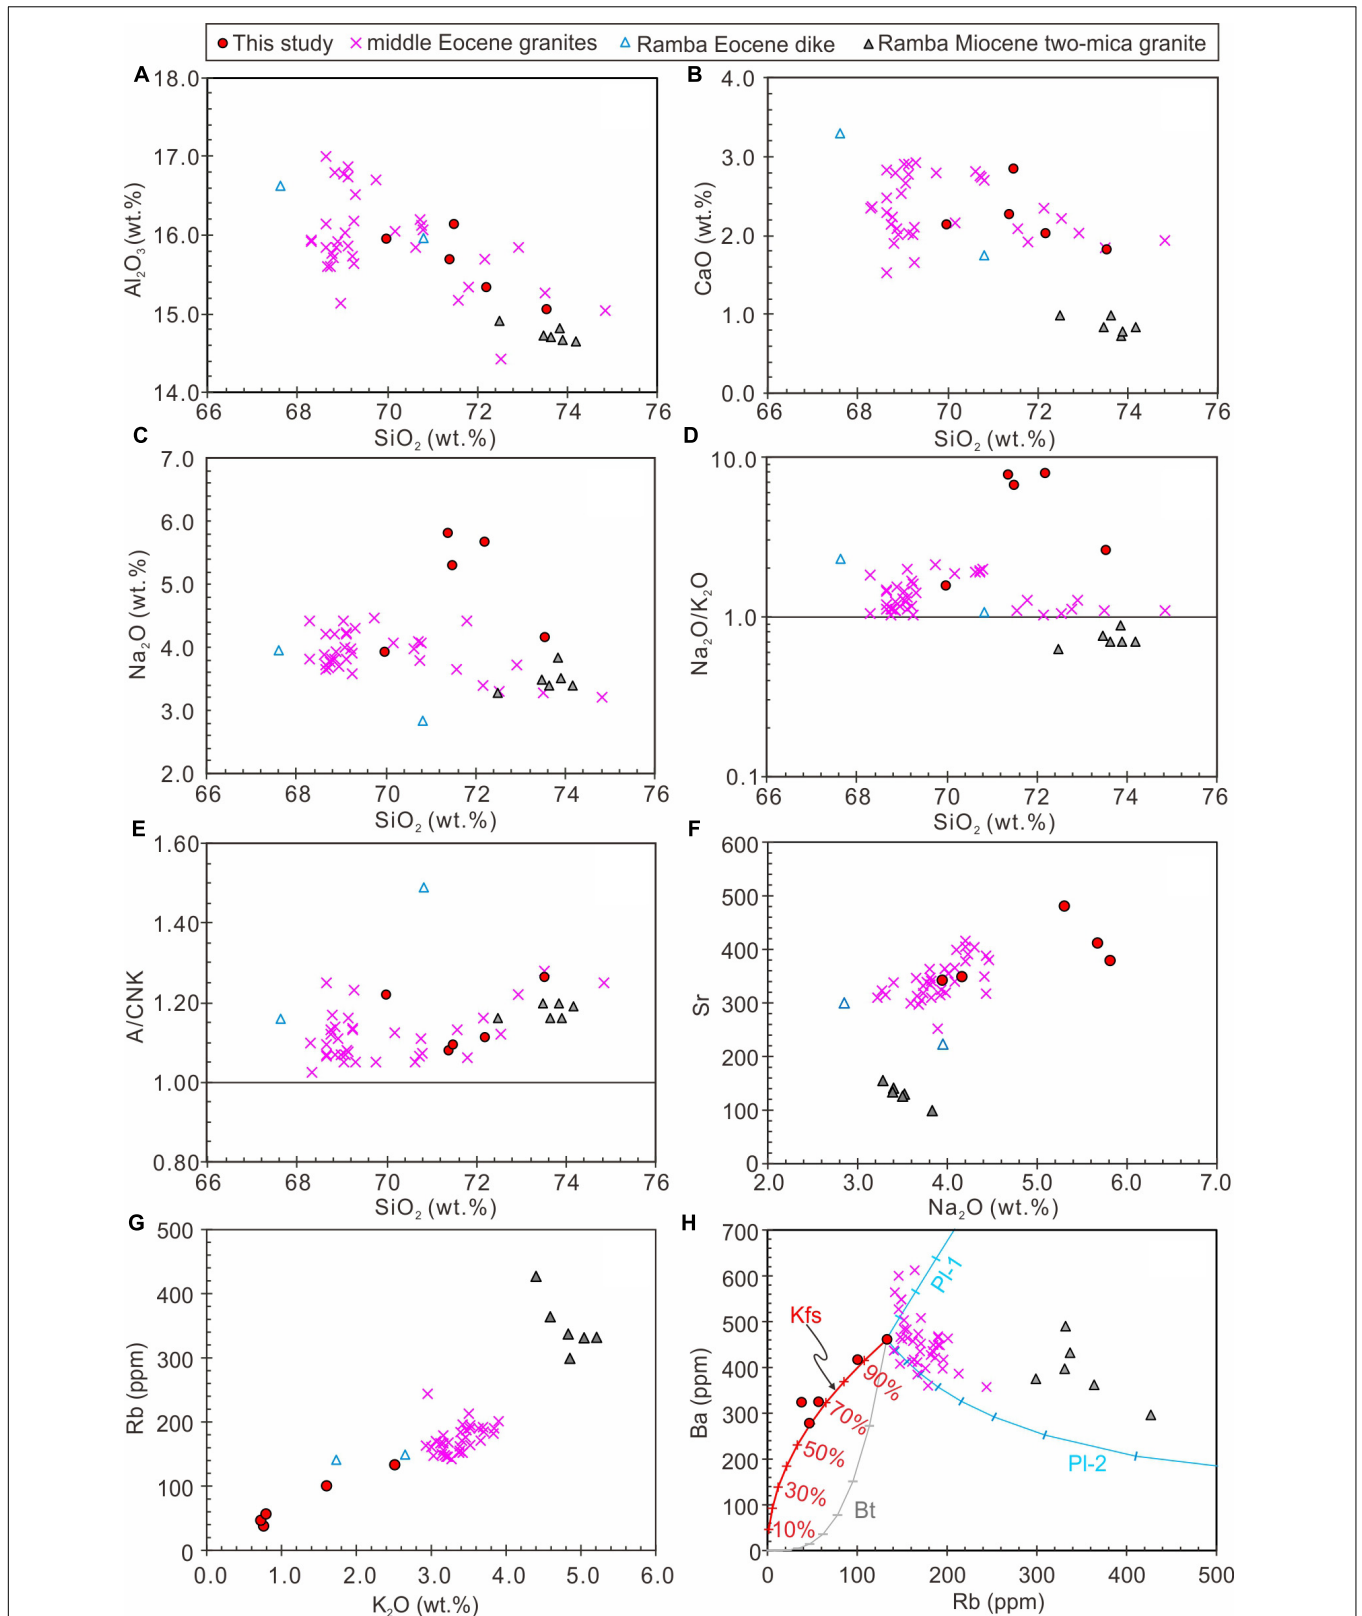 This study middle Eocene granites Ramba Eocene dike Ramba Miocene two-mica granite
A
18.0
17.0
16.0
15.0
14.0
Al2O3 (wt.%)
66 68 70 72 74 76
SiO2 (wt.%)
B
4.0
3.0
2.0
1.0
0.0
CaO (wt.%)
66 68 70 72 74 76
SiO2 (wt.%)
C
7.0
6.0
5.0
4.0
3.0
2.0
Na2O (wt.%)
66 68 70 72 74 76
SiO2 (wt.%)
D
10.0
1.0
0.1
Na2O/K2O
66 68 70 72 74 76
SiO2 (wt.%)
E
1.60
1.40
1.20
1.00
0.80
A/CNK
66 68 70 72 74 76
SiO2 (wt.%)
F
600
500
400
300
200
100
0
Sr
2.0 3.0 4.0 5.0 6.0 7.0
Na2O (wt.%)
G
500
400
300
200
100
0
Rb (ppm)
0.0 1.0 2.0 3.0 4.0 5.0 6.0
K2O (wt.%)
H
700
600
500
400
300
200
100
0
Ba (ppm)
Pl-1
Kfs
90%
70%
50%
30%
10%
Bt
Pl-2
0 100 200 300 400 500
Rb (ppm)